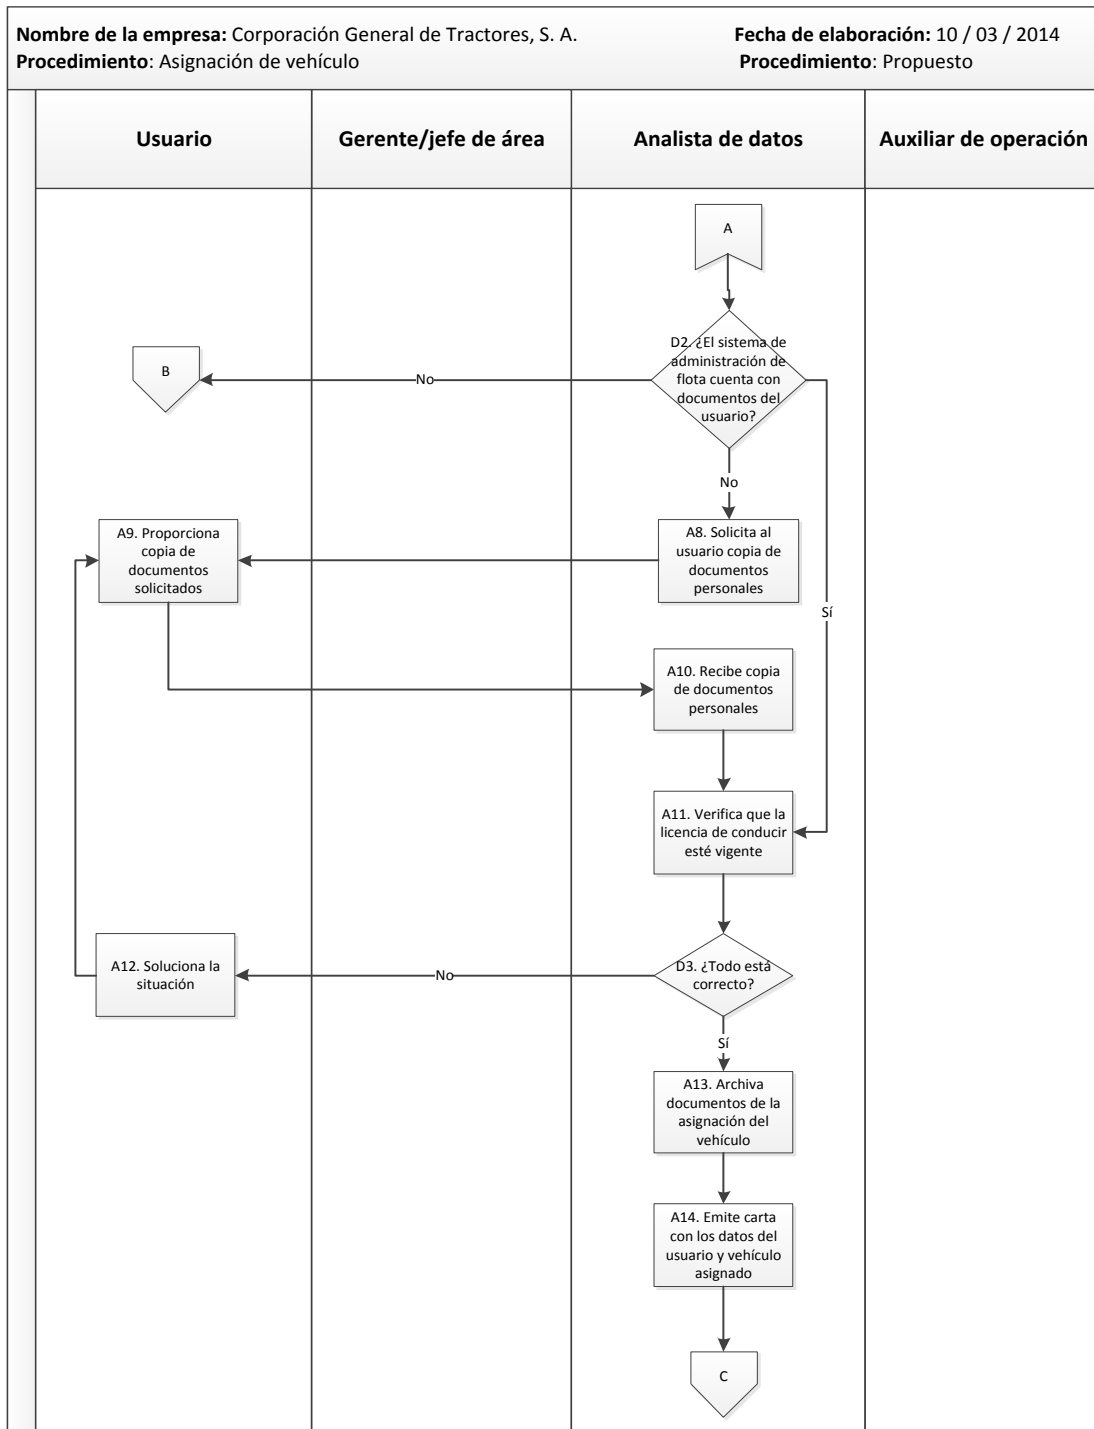 Nombre de la empresa: Corporación General de Tractores, S. A.
Fecha de elaboración: 10 / 03 / 2014
Procedimiento: Asignación de vehículo
Procedimiento: Propuesto
Usuario
Gerente/jefe de área
Analista de datos
Auxiliar de operación
A
D2. ¿El sistema de
administración de
flota cuenta con
documentos del
usuario?
B
No
No
A9. Proporciona
copia de
documentos
solicitados
A8. Solicita al
usuario copia de
documentos
personales
Sí
A10. Recibe copia
de documentos
personales
A11. Verifica que la
licencia de conducir
esté vigente
A12. Soluciona la
situación
No
D3. ¿Todo está
correcto?
Sí
A13. Archiva
documentos de la
asignación del
vehículo
A14. Emite carta
con los datos del
usuario y vehículo
asignado
C